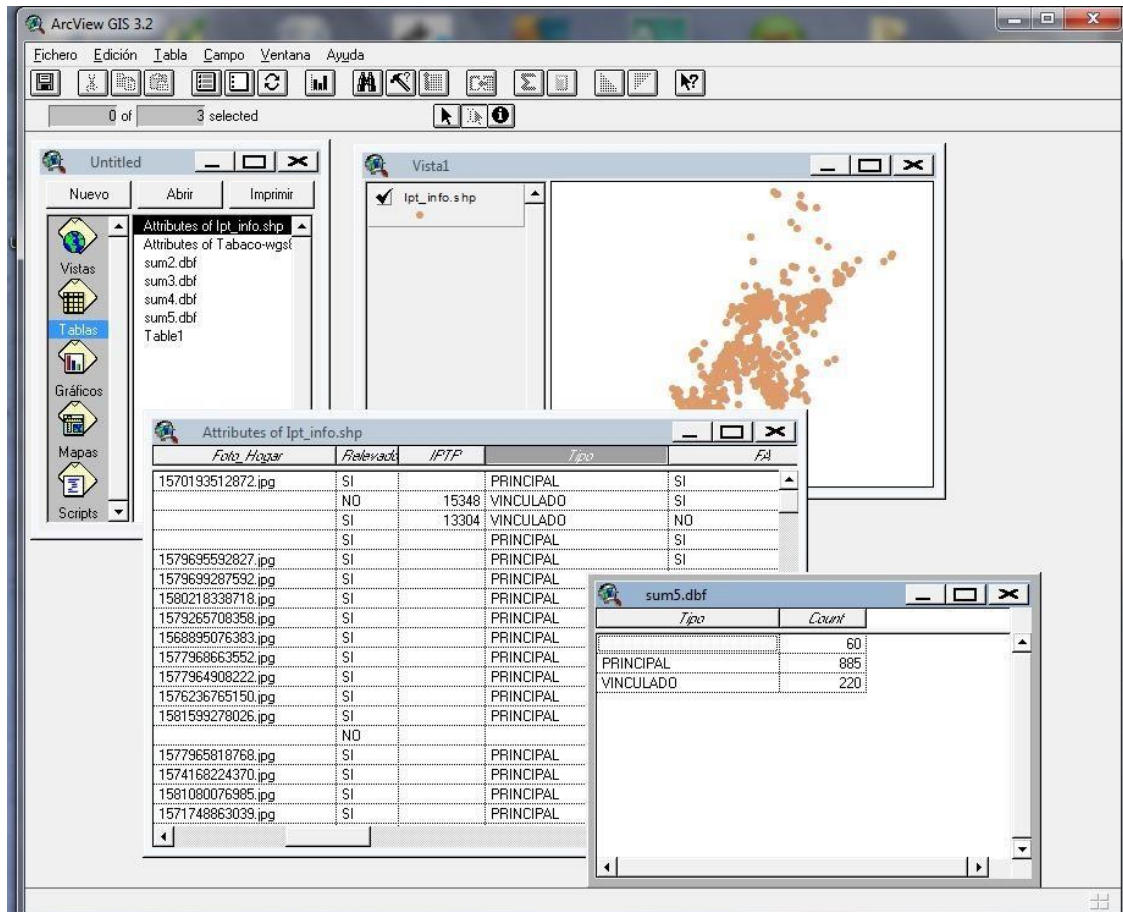 ArcView GIS 3.2
Fichero Edición Tabla Campo Ventana Ayuda
0 of 3 selected
Untitled
Nuevo Abrir Imprimir
Vistas
Tablas
Gráficos
Mapas
Scripts
Attributes of Ipt_info.shp
Attributes of Tabaco-wgs8
sum2.dbf
sum3.dbf
sum4.dbf
sum5.dbf
Table1
Vista1
Ipt_info.shp
Attributes of Ipt_info.shp
Foto_Hogar Relevado IPTP Tipo FA
1570193512872.jpg SI PRINCIPAL SI
NO 15348 VINCULADO SI
SI 13304 VINCULADO NO
SI PRINCIPAL SI
1579695592827.jpg SI PRINCIPAL SI
1579699287592.jpg SI PRINCIPAL
1580218338718.jpg SI PRINCIPAL
1579265708358.jpg SI PRINCIPAL
1568895076383.jpg SI PRINCIPAL
1577968663552.jpg SI PRINCIPAL
1577964908222.jpg SI PRINCIPAL
1576236765150.jpg SI PRINCIPAL
1581599278026.jpg SI PRINCIPAL
NO
1577965818768.jpg SI PRINCIPAL
1574168224370.jpg SI PRINCIPAL
1581080076985.jpg SI PRINCIPAL
1571748863039.jpg SI PRINCIPAL
sum5.dbf
Tipo Count
60
PRINCIPAL 885
VINCULADO 220